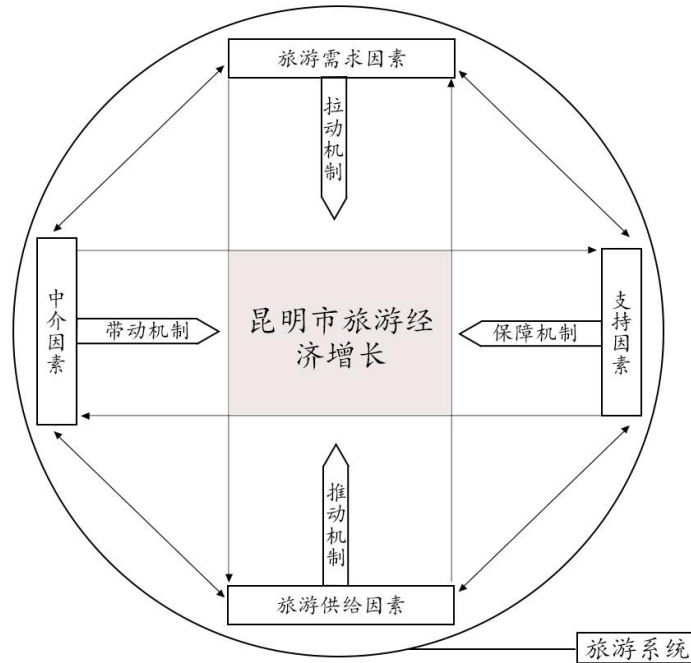 旅游需求因素
拉动机制
中介因素
带动机制
昆明市旅游经
济增长
保障机制
支持因素
推动机制
旅游供给因素
旅游系统